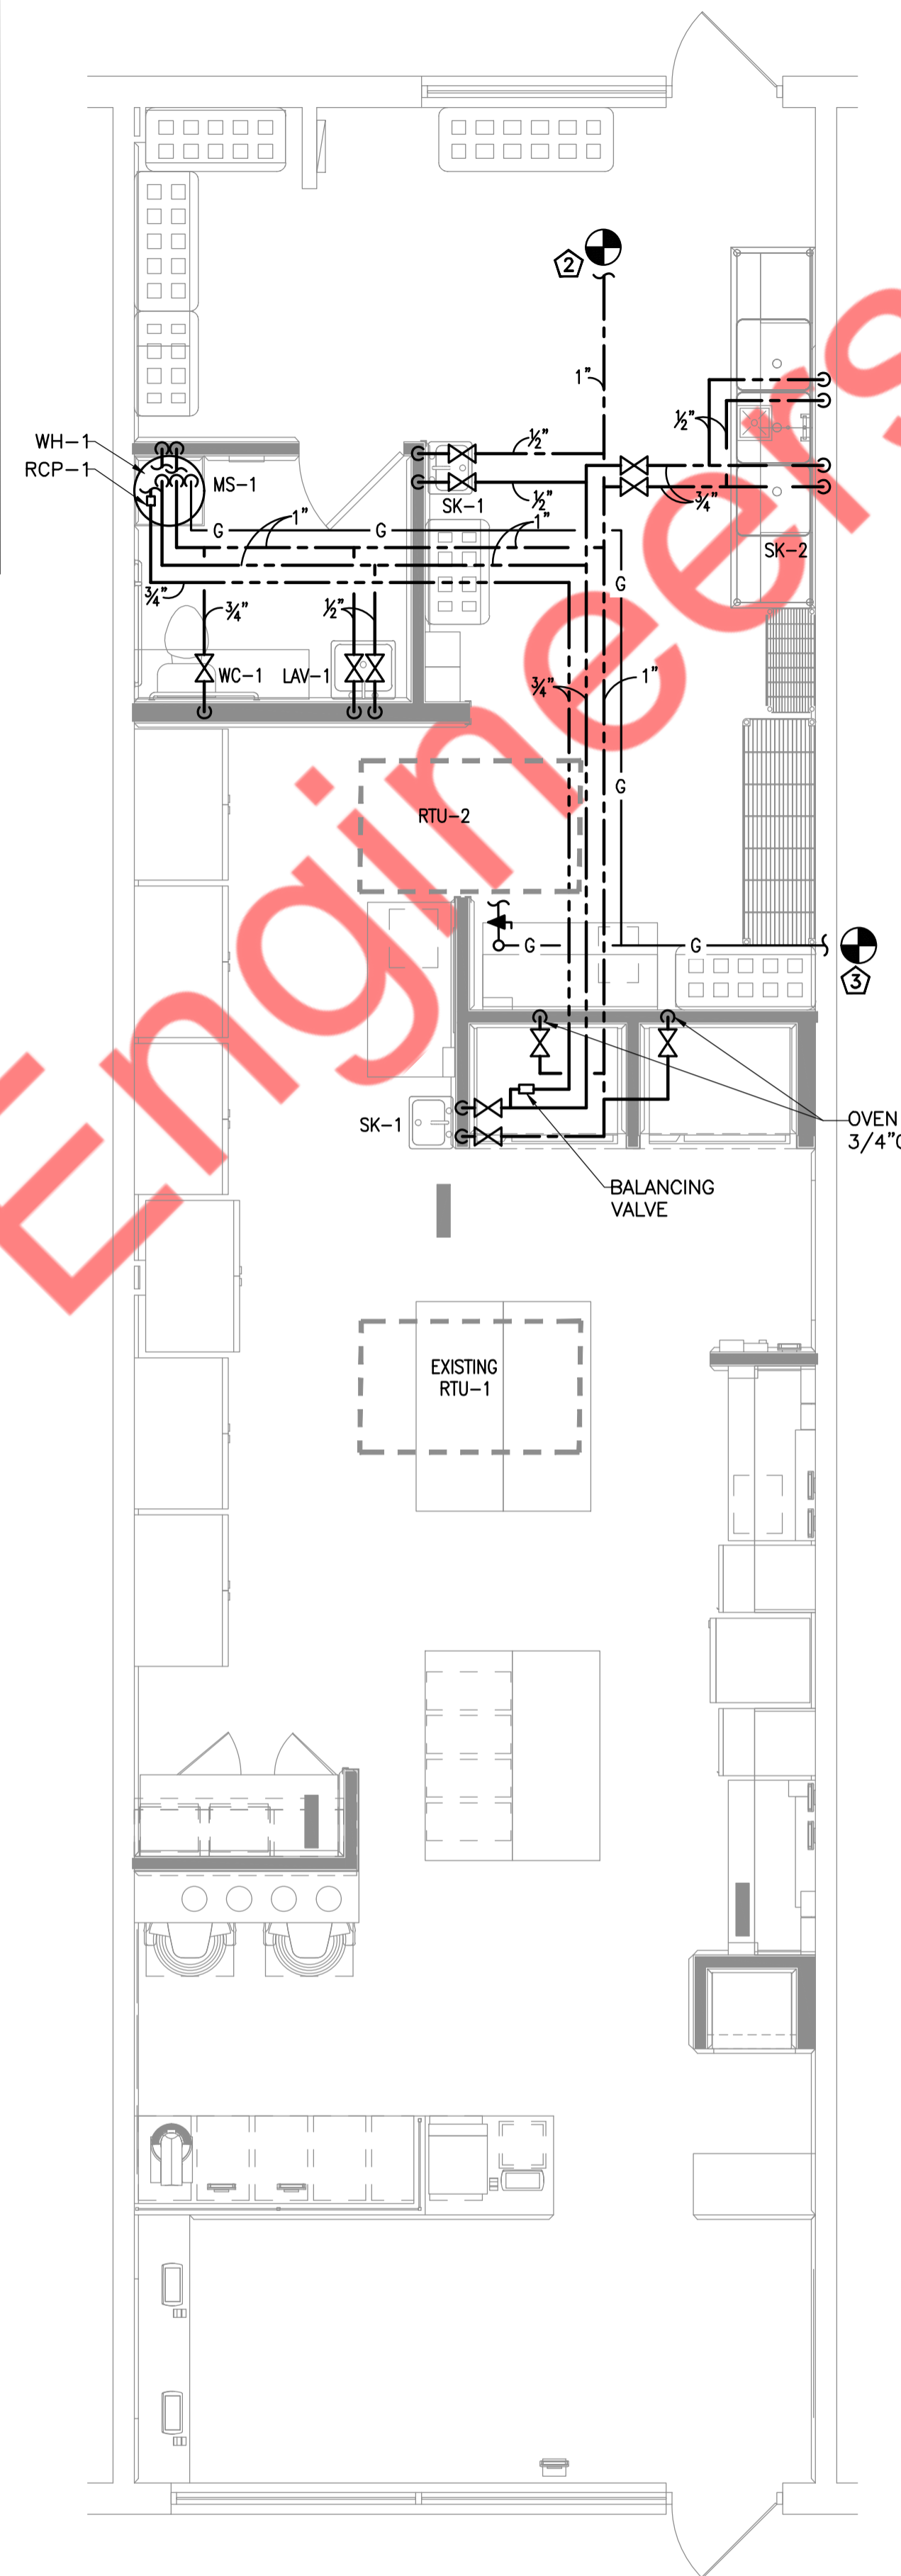 2
1"
½"
½"
WH-1
RCP-1
MS-1
½"
SK-1
½"
¾"
SK-2
G
G
1"
1"
¾"
¾"
½"
G
WC-1
LAV-1
¾"
1"
RTU-2
G
G
G
3
SK-1
OVEN
3/4"
BALANCING
VALVE
EXISTING
RTU-1
Engineers